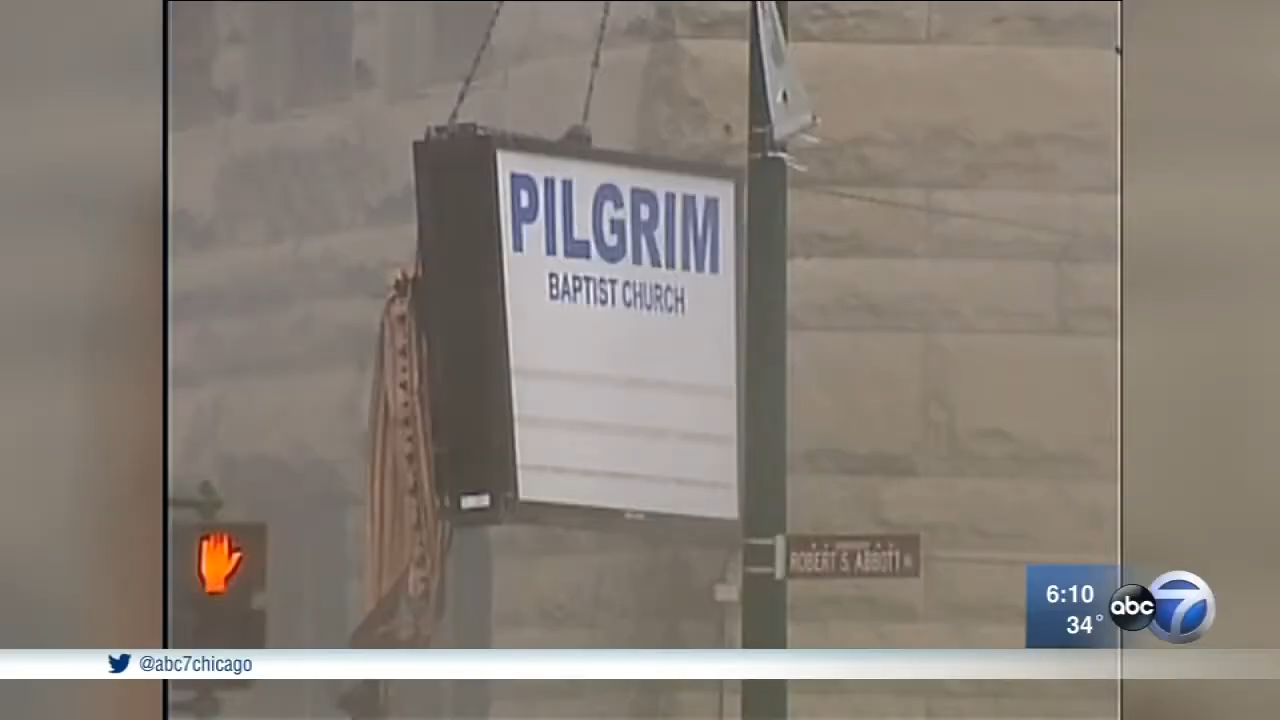 PILGRIM
BAPTIST CHURCH
ROBERT S. ABBOTT
6:10
34°
abc 7
@abc7chicago